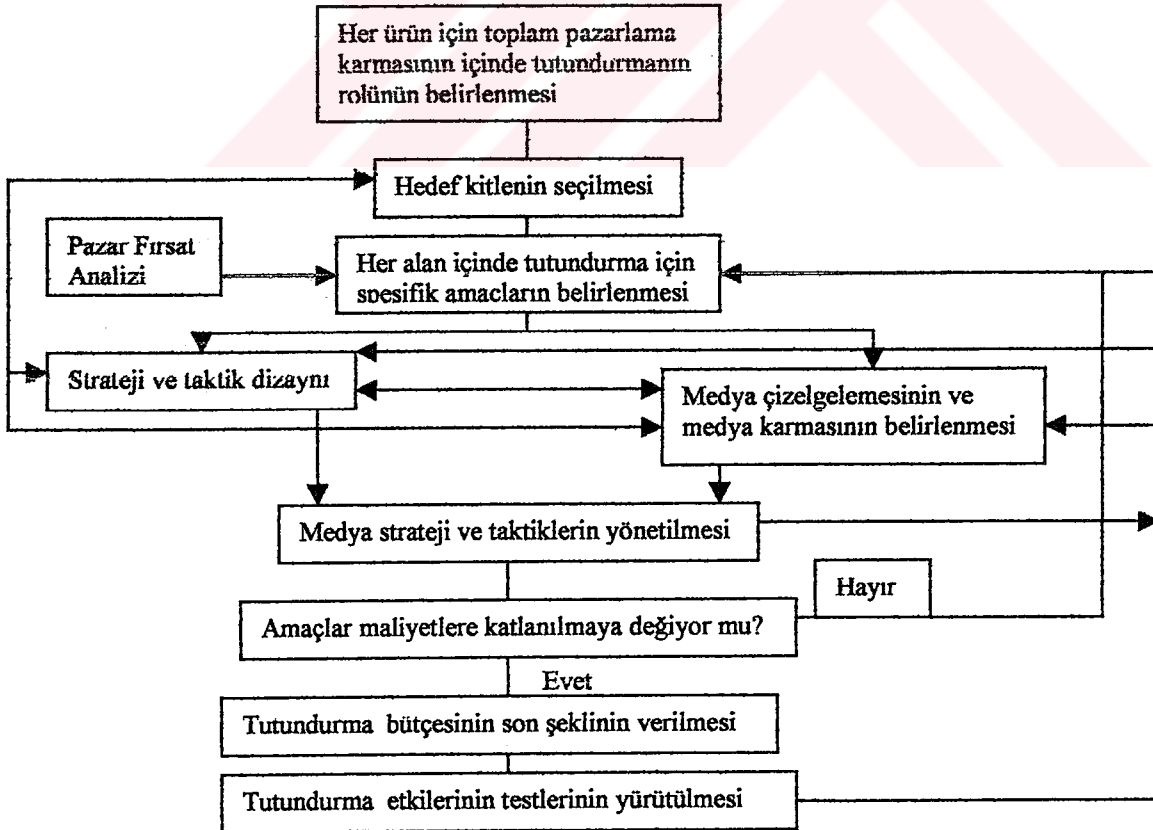 Her ürün için toplam pazarlama
karmasının içinde tutundurmanın
rolünün belirlenmesi
Hedef kitlenin seçilmesi
Pazar Fırsat
Analizi
Her alan içinde tutundurma için
spesifik amaçların belirlenmesi
Strateji ve taktik dizaynı
Medya çizelgelemesinin ve
medya karmasının belirlenmesi
Medya strateji ve taktiklerin yönetilmesi
Hayır
Amaçlar maliyetlere katlanılmaya değiyor mu?
Evet
Tutundurma bütçesinin son şeklinin verilmesi
Tutundurma etkilerinin testlerinin yürütülmesi